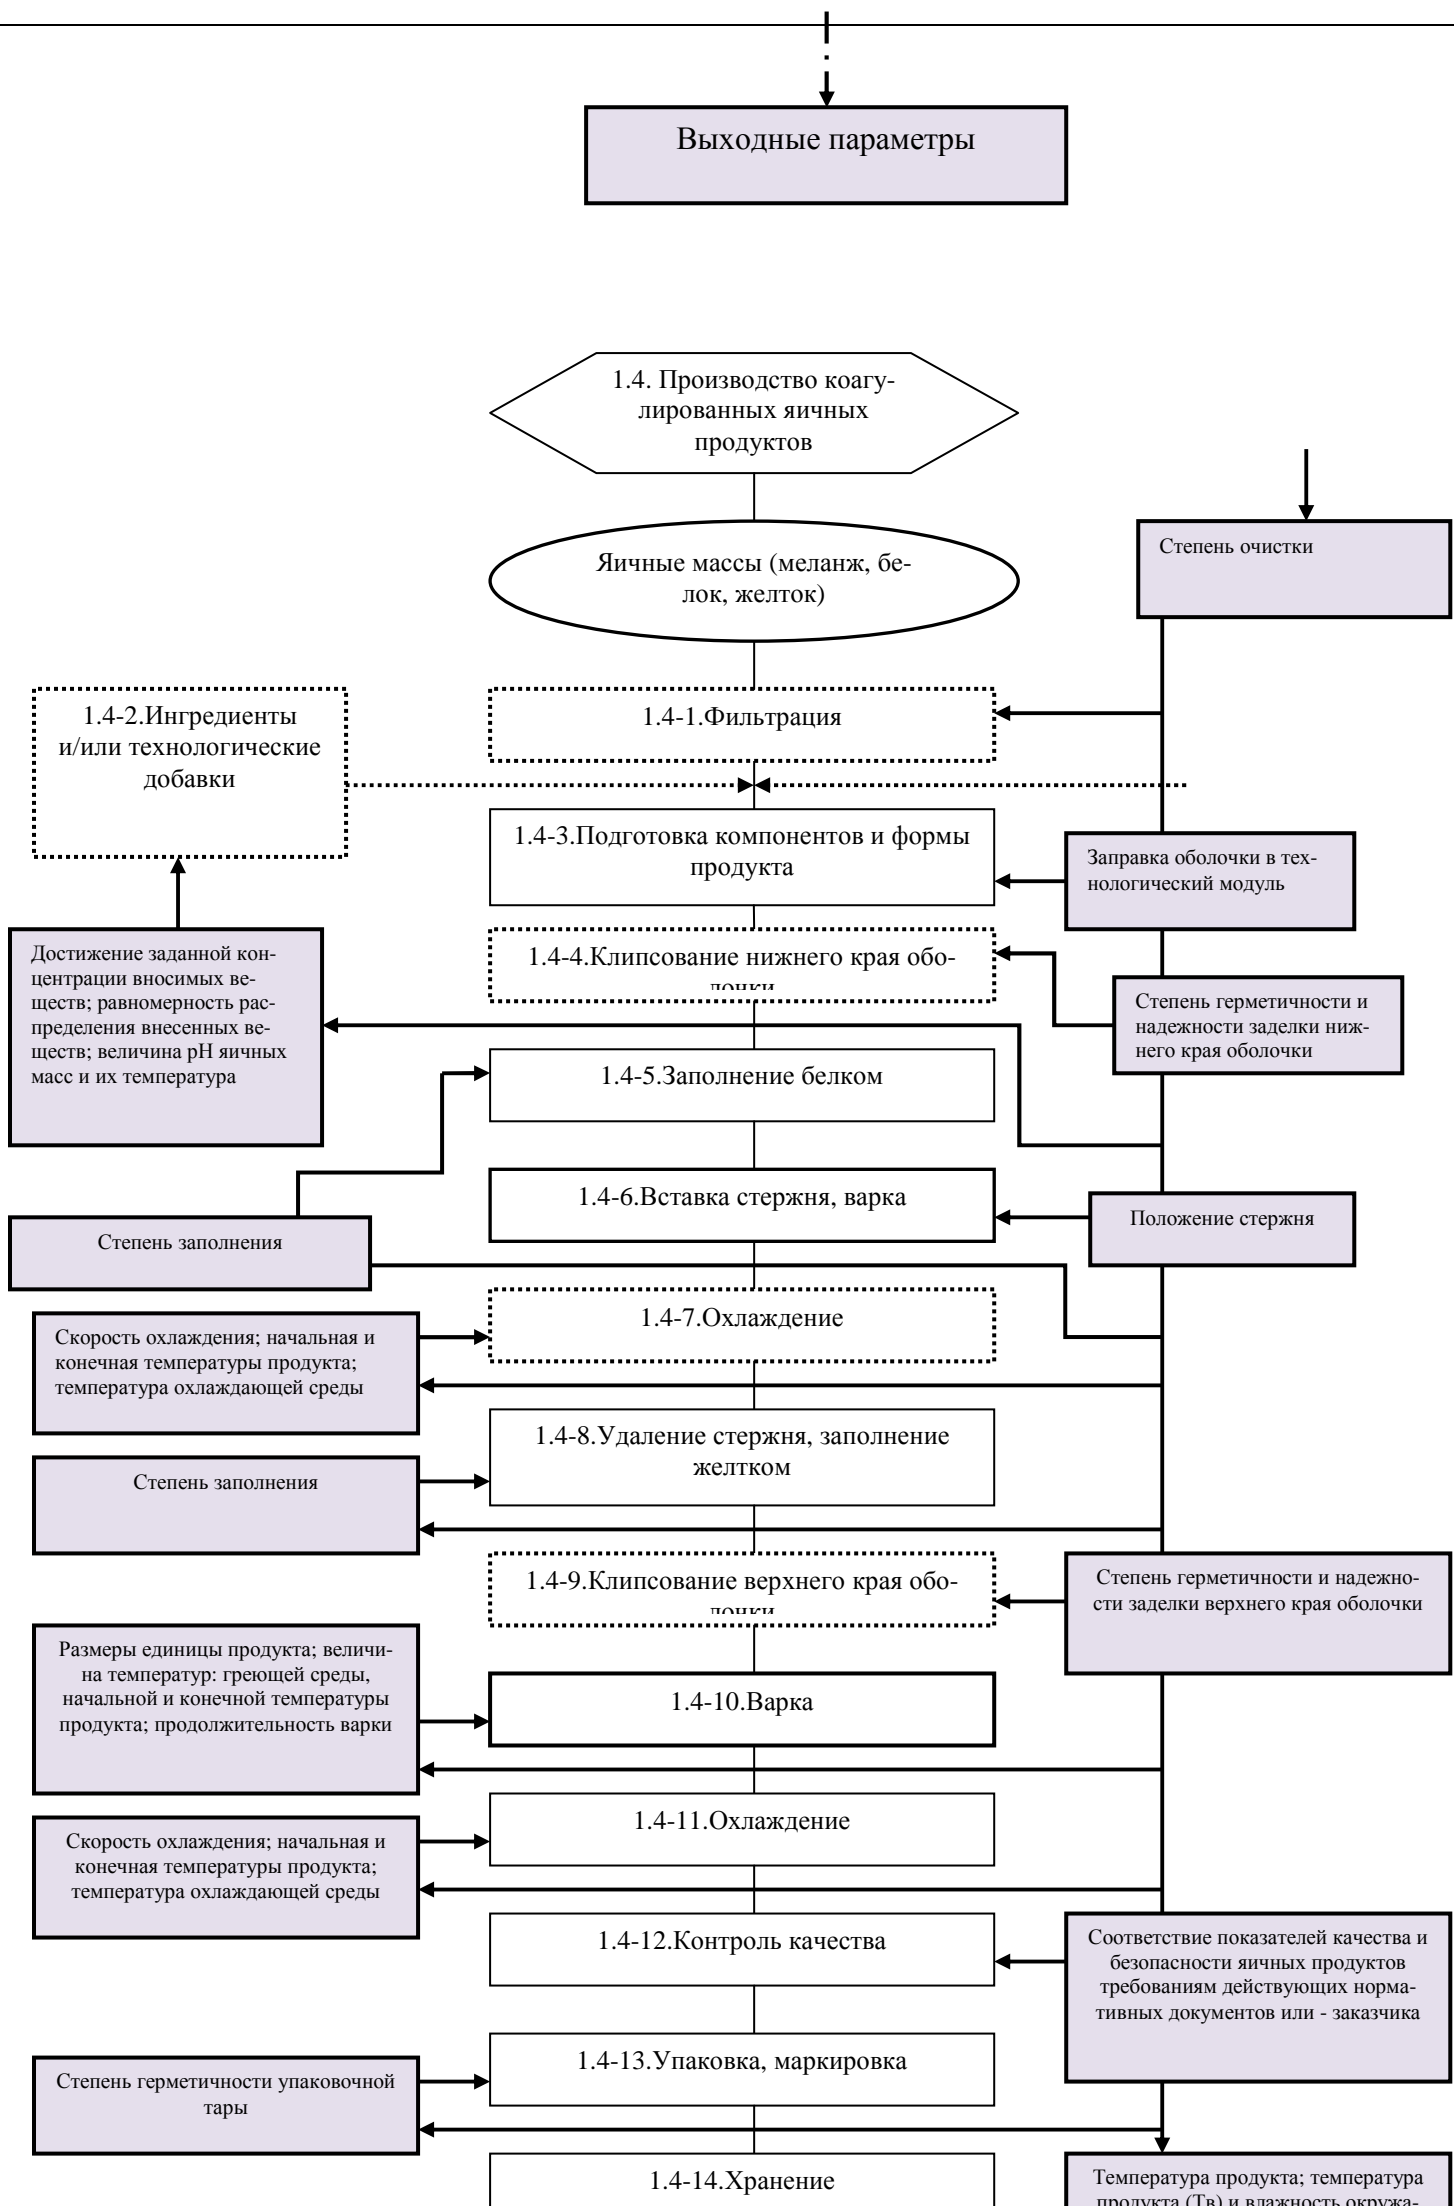 Выходные параметры
1.4. Производство коагу-
лированных яичных
продуктов
Яичные массы (меланж, бе-
лок, желток)
Степень очистки
1.4-2.Ингредиенты
и/или технологические
добавки
1.4-1.Фильтрация
1.4-3.Подготовка компонентов и формы
продукта
Заправка оболочки в тех-
нологический модуль
Достижение заданной кон-
центрации вносимых ве-
ществ; равномерность рас-
пределения внесенных ве-
ществ; величина pH яичных
масс и их температура
1.4-4.Клипсование нижнего края обо-
лочки
Степень герметичности и
надежности заделки ниж-
него края оболочки
1.4-5.Заполнение белком
1.4-6.Вставка стержня, варка
Положение стержня
Степень заполнения
1.4-7.Охлаждение
Скорость охлаждения; начальная и
конечная температуры продукта;
температура охлаждающей среды
1.4-8.Удаление стержня, заполнение
желтком
Степень заполнения
1.4-9.Клипсование верхнего края обо-
лочки
Степень герметичности и надежно-
сти заделки верхнего края оболочки
Размеры единицы продукта; величи-
на температур: греющей среды,
начальной и конечной температуры
продукта; продолжительность варки
1.4-10.Варка
1.4-11.Охлаждение
Скорость охлаждения; начальная и
конечная температуры продукта;
температура охлаждающей среды
1.4-12.Контроль качества
Соответствие показателей качества и
безопасности яичных продуктов
требованиям действующих норма-
тивных документов или - заказчика
1.4-13.Упаковка, маркировка
Степень герметичности упаковочной
тары
1.4-14.Хранение
Температура продукта; температура
продукта (Тв) и влажность окружа-